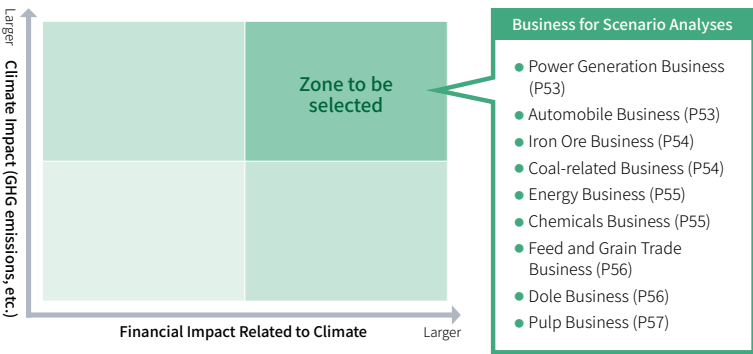 Larger
Climate Impact (GHG emissions, etc.)
Zone to be
selected
Financial Impact Related to Climate
Larger
Business for Scenario Analyses
● Power Generation Business
(P53)
● Automobile Business (P53)
● Iron Ore Business (P54)
● Coal-related Business (P54)
● Energy Business (P55)
● Chemicals Business (P55)
● Feed and Grain Trade
Business (P56)
● Dole Business (P56)
● Pulp Business (P57)